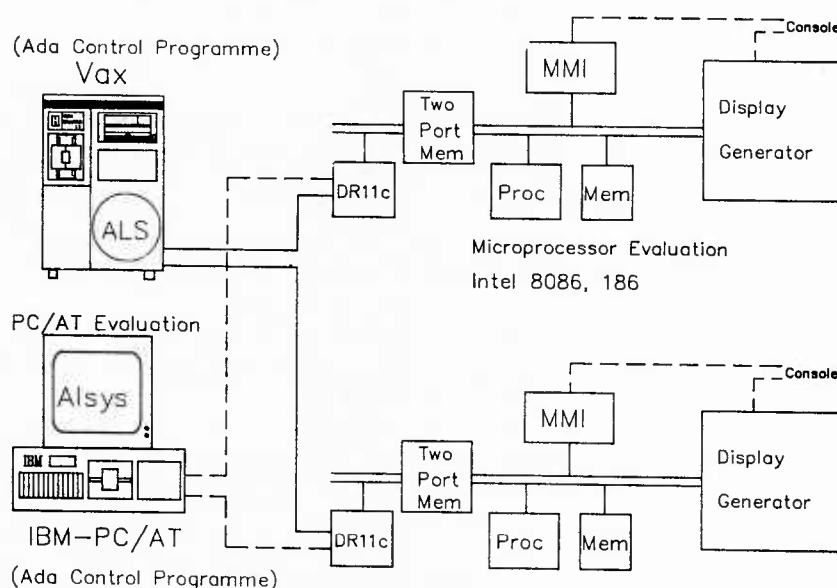 (Ada Control Programme)
Vax
ALS
PC/AT Evaluation
Alsys
IBM
IBM-PC/AT
(Ada Control Programme)
Console
MMI
Two
Port
Mem
Display
Generator
DR11c
Proc
Mem
Microprocessor Evaluation
Intel 8086, 186
Console
MMI
Two
Port
Mem
Display
Generator
DR11c
Proc
Mem